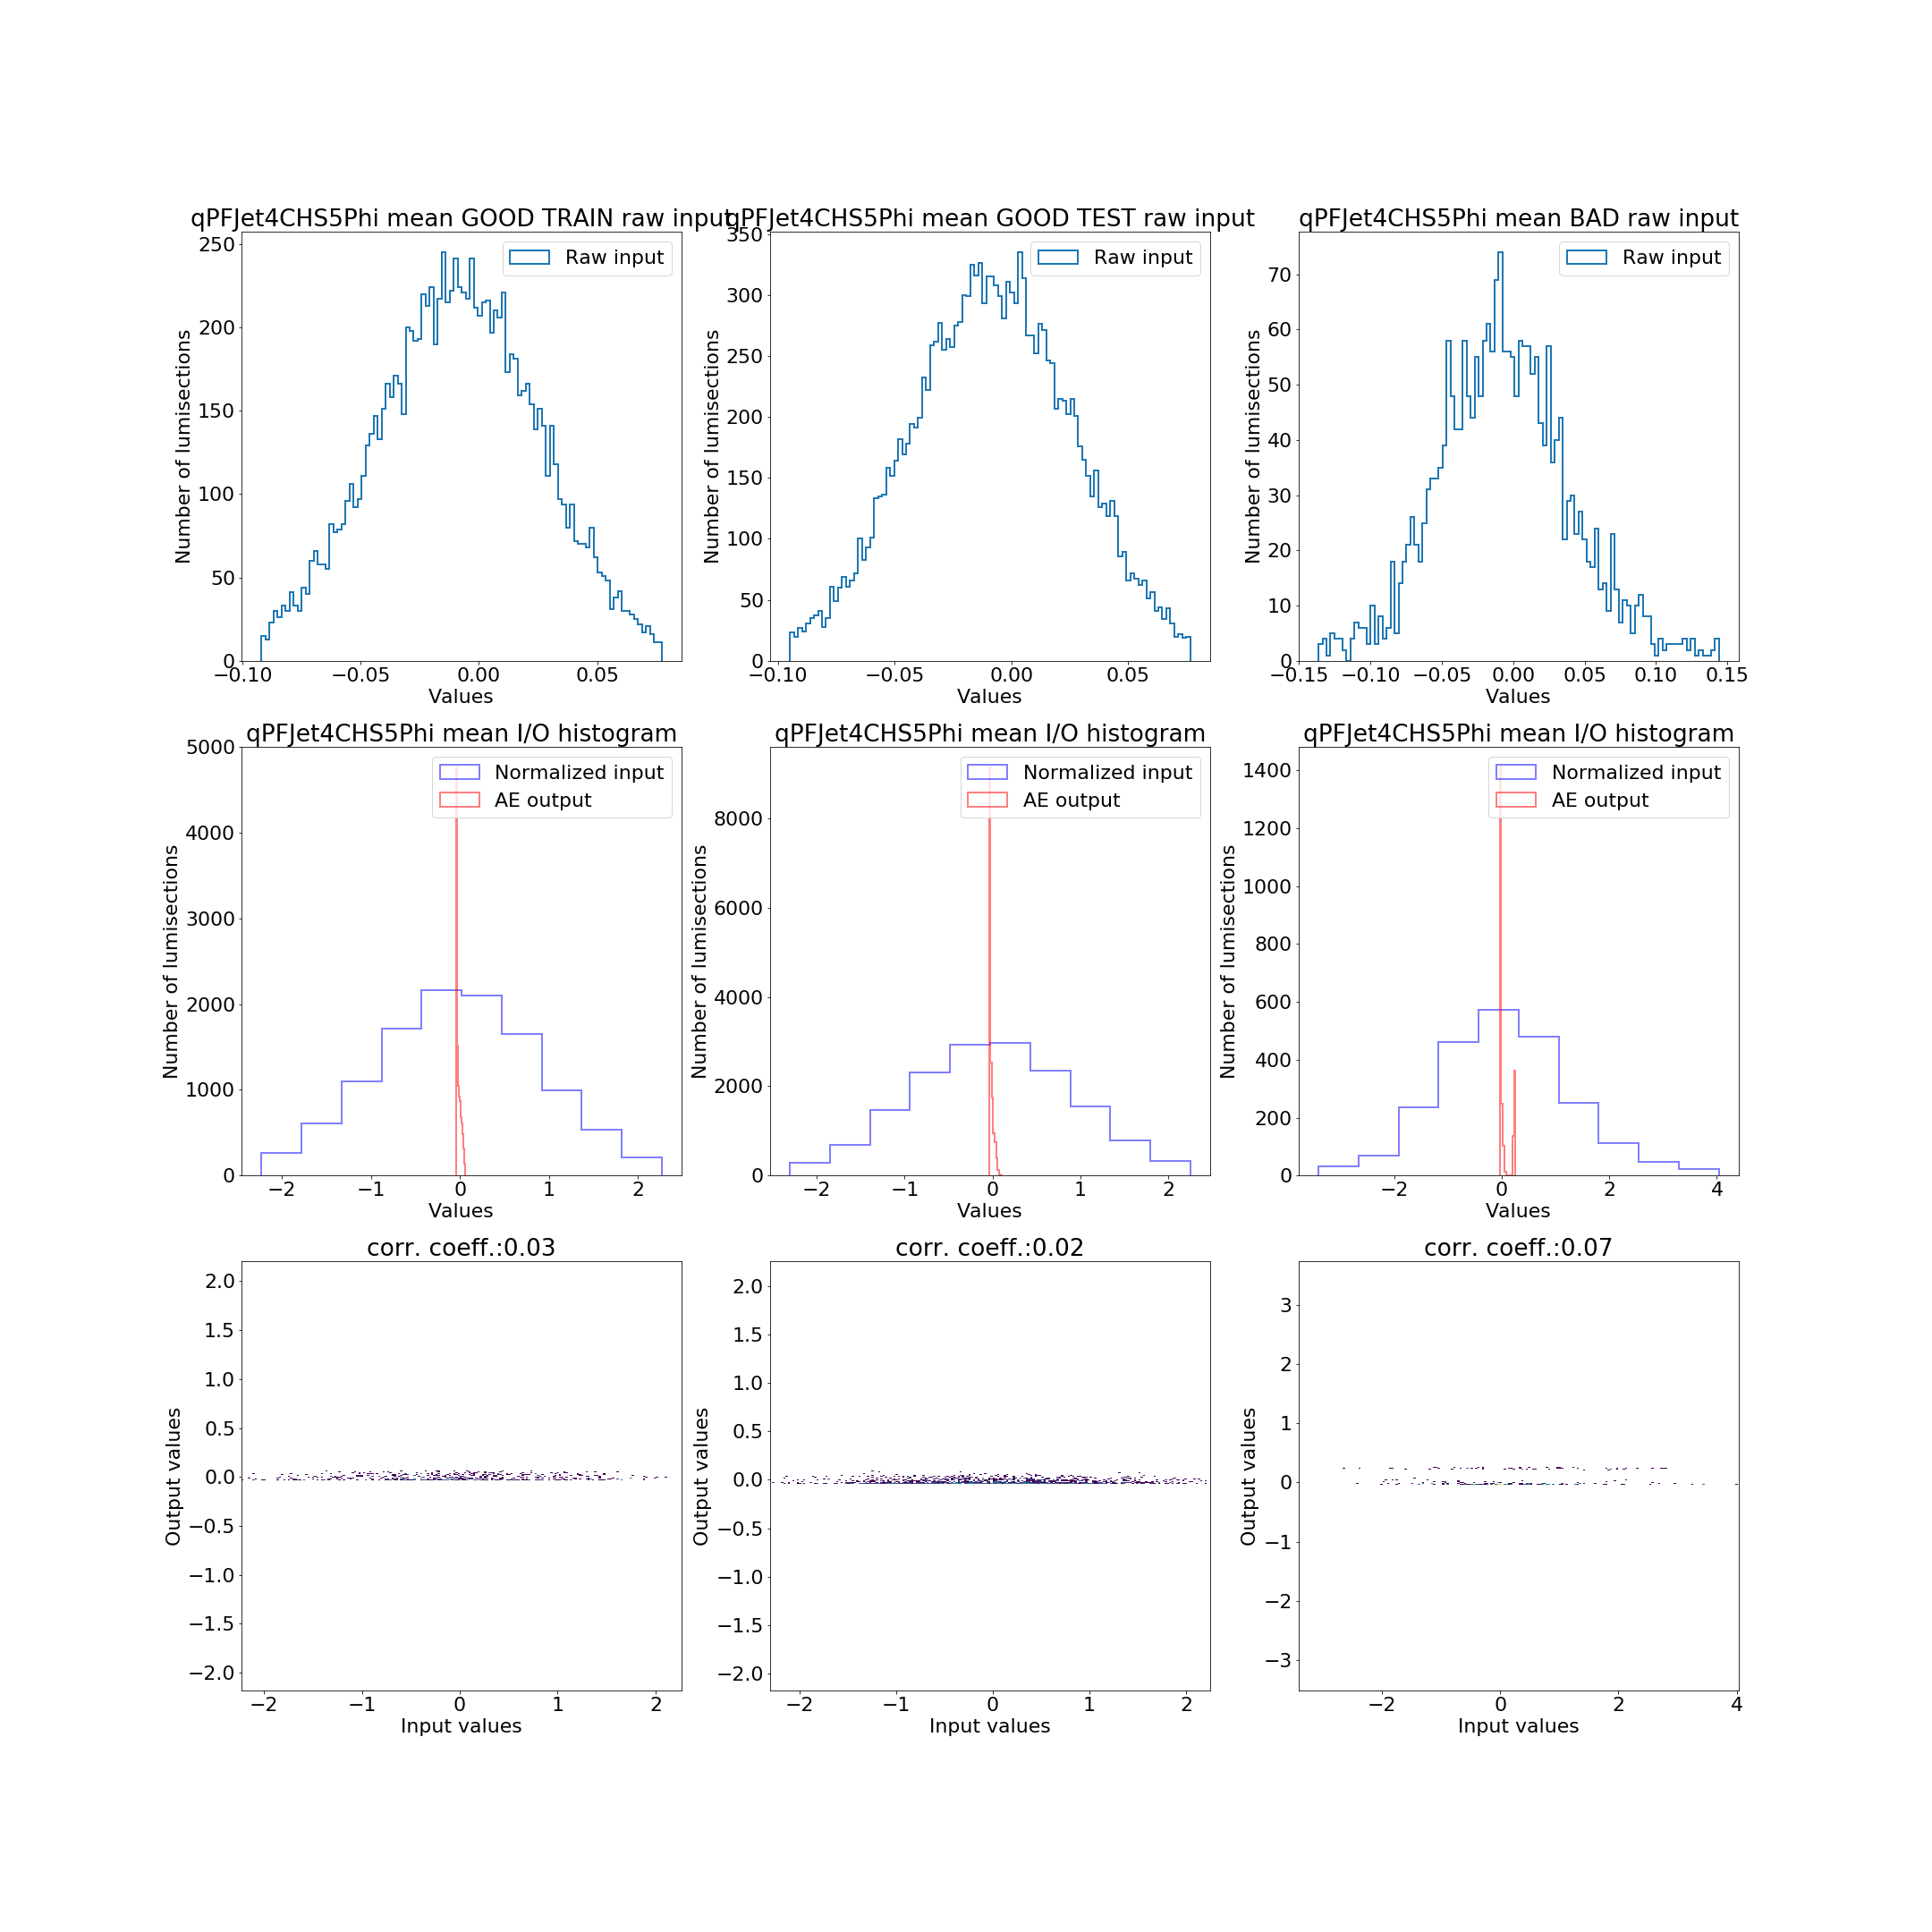 qPFJet4CHS5Phi mean GOOD TRAIN raw input
qPFJet4CHS5Phi mean GOOD TEST raw input
qPFJet4CHS5Phi mean BAD raw input
Raw input
Raw input
Raw input
Number of lumisections
Number of lumisections
Number of lumisections
250
200
150
100
50
0
350
300
250
200
150
100
50
0
70
60
50
40
30
20
10
0
−0.10 −0.05 0.00 0.05
−0.10 −0.05 0.00 0.05
−0.15 −0.10 −0.05 0.00 0.05 0.10 0.15
Values
Values
Values
qPFJet4CHS5Phi mean I/O histogram
qPFJet4CHS5Phi mean I/O histogram
qPFJet4CHS5Phi mean I/O histogram
Normalized input
AE output
Normalized input
AE output
Normalized input
AE output
Number of lumisections
Number of lumisections
Number of lumisections
5000
4000
3000
2000
1000
0
8000
6000
4000
2000
0
1400
1200
1000
800
600
400
200
0
−2 −1 0 1 2
−2 −1 0 1 2
−2 0 2 4
Values
Values
Values
corr. coeff.:0.03
corr. coeff.:0.02
corr. coeff.:0.07
Output values
Output values
Output values
2.0
1.5
1.0
0.5
0.0
−0.5
−1.0
−1.5
−2.0
2.0
1.5
1.0
0.5
0.0
−0.5
−1.0
−1.5
−2.0
3
2
1
0
−1
−2
−3
−2 −1 0 1 2
−2 −1 0 1 2
−2 0 2 4
Input values
Input values
Input values